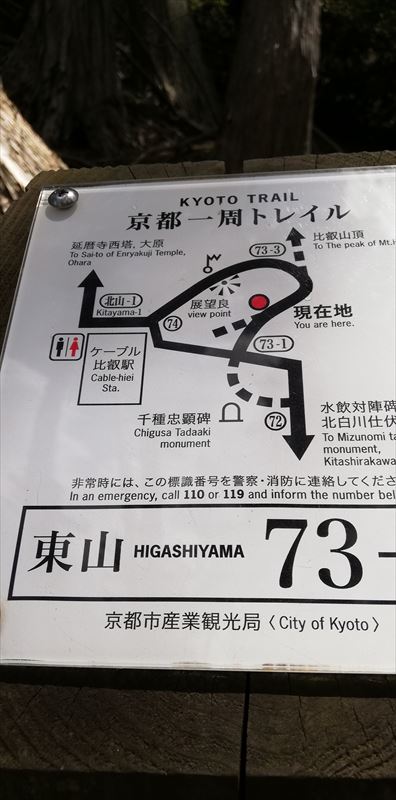 KYOTO TRAIL
京都一周トレイル
延暦寺西塔、大原
To Sai-to of Enryakuji Temple,
Ohara
比叡山頂
To The peak of Mt.H
73-3
北山-1
Kitayama-1
展望良
view point
現在地
You are here.
74
73-1
ケーブル
比叡駅
Cable-hiei
Sta.
千種忠顕碑
Chigusa Tadaaki
monument
72
水飲対陣碑
北白川仕伏
To Mizunomi ta
monument,
Kitashirakawa
非常時には、この標識番号を警察・消防に連絡してくださ
In an emergency, call 110 or 119 and inform the number bel
東山 HIGASHIYAMA 73-
京都市産業観光局〈City of Kyoto〉